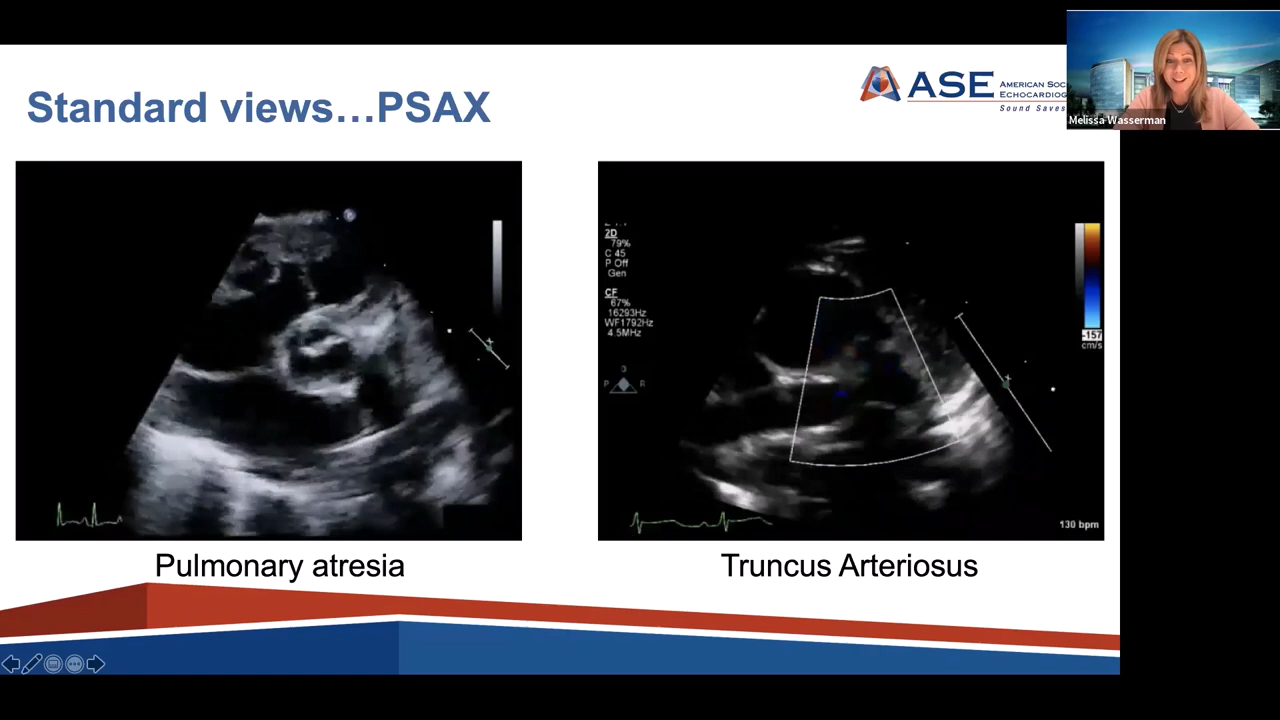 Standard views…PSAX
ASE
AMERICAN SOC
ECHOCARDIOG
Sound Saves
Melissa Wasserman
2D
79%
C 45
P Off
Gen
CF
67%
16293Hz
WF1792Hz
4.5MHz
P R
-157
cm/s
130 bpm
Pulmonary atresia
Truncus Arteriosus